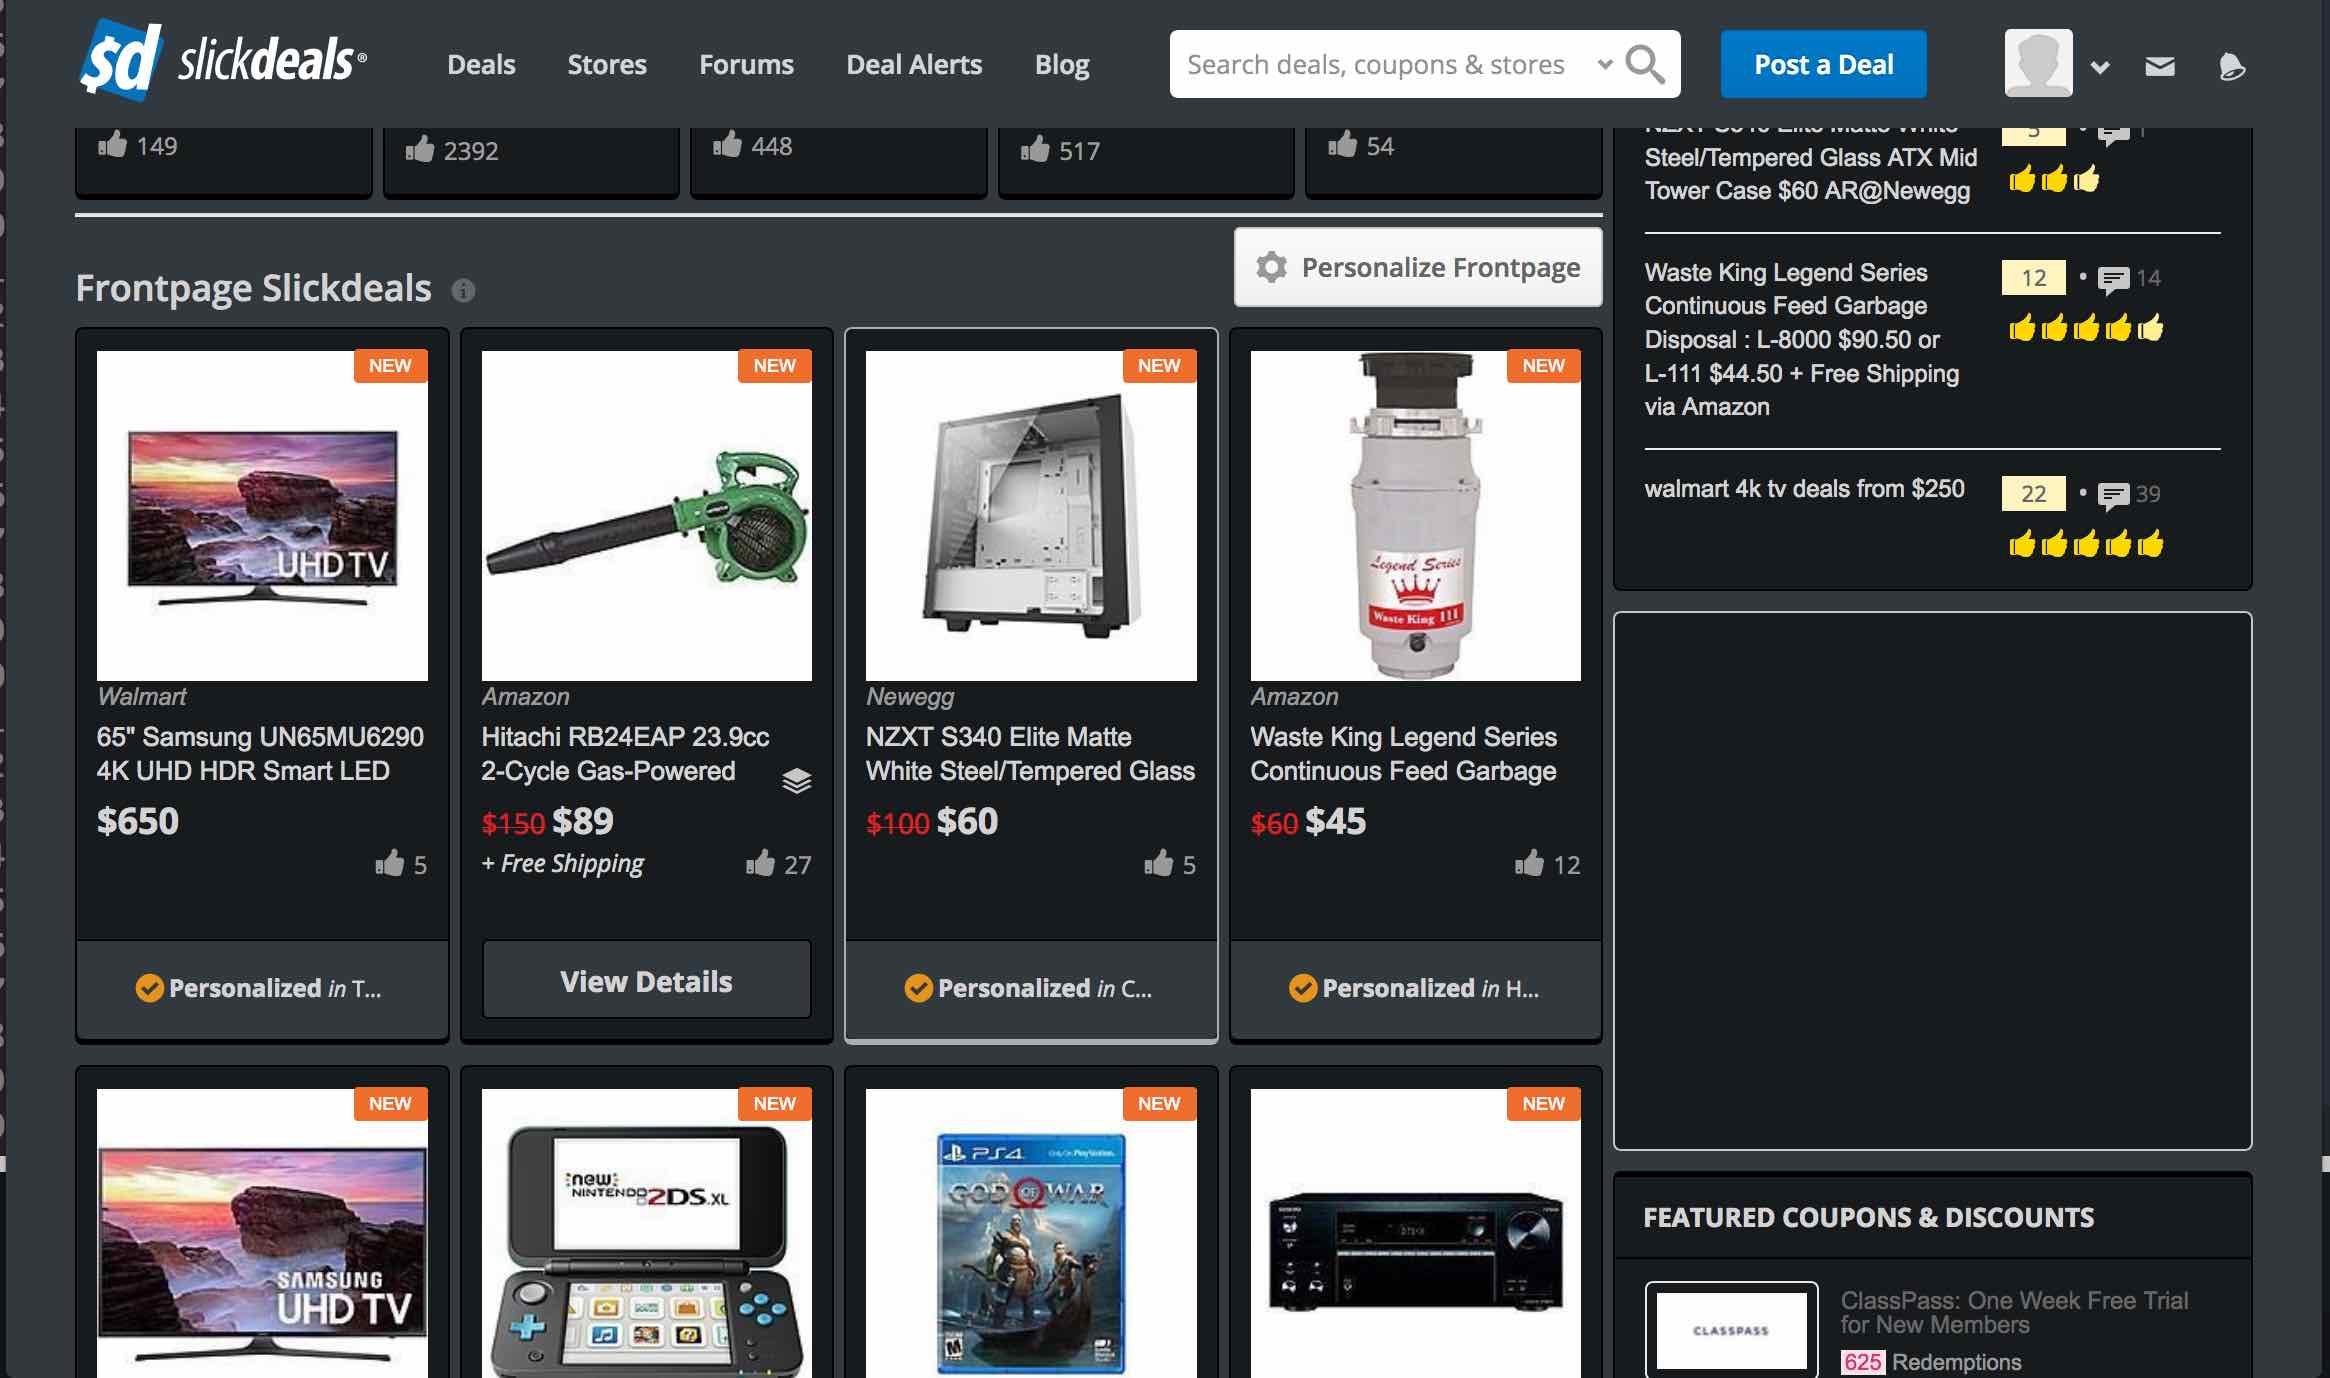 $d slickdeals®
Deals
Stores
Forums
Deal Alerts
Blog
Search deals, coupons & stores
Post a Deal
149
2392
448
517
54
Frontpage Slickdeals
Personalize Frontpage
NEW
UHD TV
Walmart
65" Samsung UN65MU6290
4K UHD HDR Smart LED
$650
5
Personalized in T...
NEW
Amazon
Hitachi RB24EAP 23.9cc
2-Cycle Gas-Powered
$150 $89
+ Free Shipping
27
View Details
NEW
Newegg
NZXT S340 Elite Matte
White Steel/Tempered Glass
$100 $60
5
Personalized in C...
NEW
Legend Series
Waste King 111
Amazon
Waste King Legend Series
Continuous Feed Garbage
$60 $45
12
Personalized in H...
NEW
SAMSUNG
UHD TV
NEW
new
NINTENDO 2DS XL
NEW
PS4
GOD OF WAR
M
NEW
NZXT S340 Elite Matte White
Steel/Tempered Glass ATX Mid
Tower Case $60 AR@Newegg
5 • 1
Waste King Legend Series
Continuous Feed Garbage
Disposal : L-8000 $90.50 or
L-111 $44.50 + Free Shipping
via Amazon
12 • 14
walmart 4k tv deals from $250
22 • 39
FEATURED COUPONS & DISCOUNTS
CLASSPASS
ClassPass: One Week Free Trial
for New Members
625 Redemptions